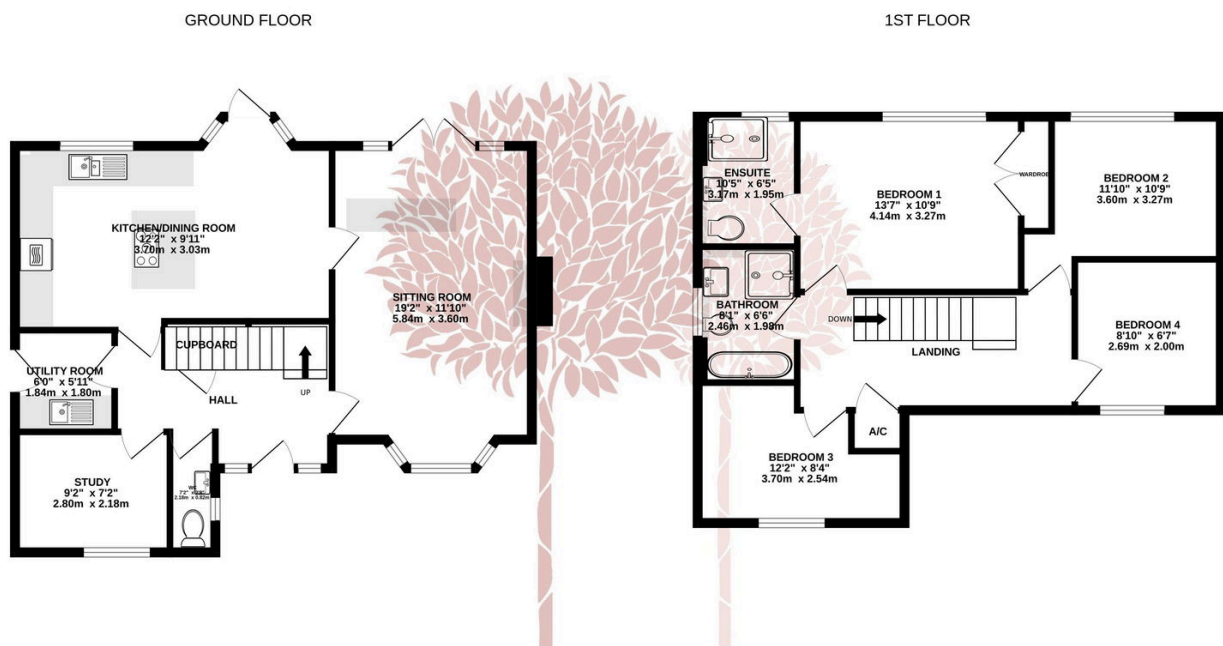 GROUND FLOOR
1ST FLOOR
KITCHEN/DINING ROOM
12'2" x 9'11"
3.70m x 3.03m
SITTING ROOM
19'2" x 11'10"
5.84m x 3.60m
CUPBOARD
UP
HALL
UTILITY ROOM
6'0" x 5'11"
1.84m x 1.80m
STUDY
9'2" x 7'2"
2.80m x 2.18m
WC
ENSUITE
10'5" x 6'5"
3.17m x 1.95m
BEDROOM 1
13'7" x 10'9"
4.14m x 3.27m
WARDROBE
BEDROOM 2
11'10" x 10'9"
3.60m x 3.27m
BATHROOM
8'1" x 6'6"
2.46m x 1.98m
DOWN
LANDING
BEDROOM 4
8'10" x 6'7"
2.69m x 2.00m
A/C
BEDROOM 3
12'2" x 8'4"
3.70m x 2.54m